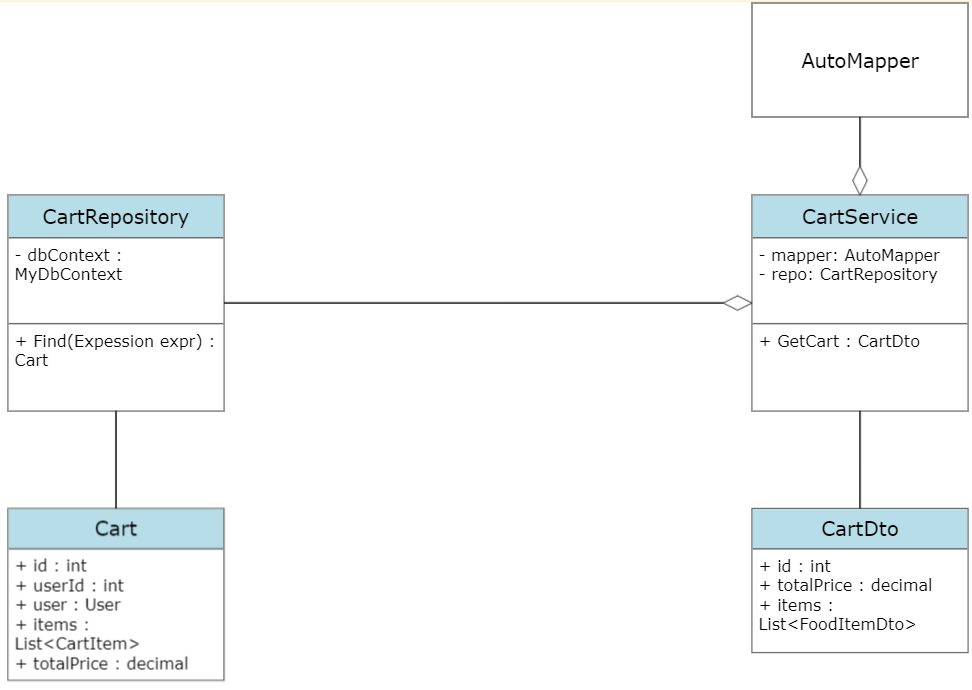 AutoMapper
CartRepository
- dbContext :
MyDbContext
+ Find(Expession expr) :
Cart
CartService
- mapper: AutoMapper
- repo: CartRepository
+ GetCart : CartDto
Cart
+ id : int
+ userId : int
+ user : User
+ items :
List<CartItem>
+ totalPrice : decimal
CartDto
+ id : int
+ totalPrice : decimal
+ items :
List<FoodItemDto>